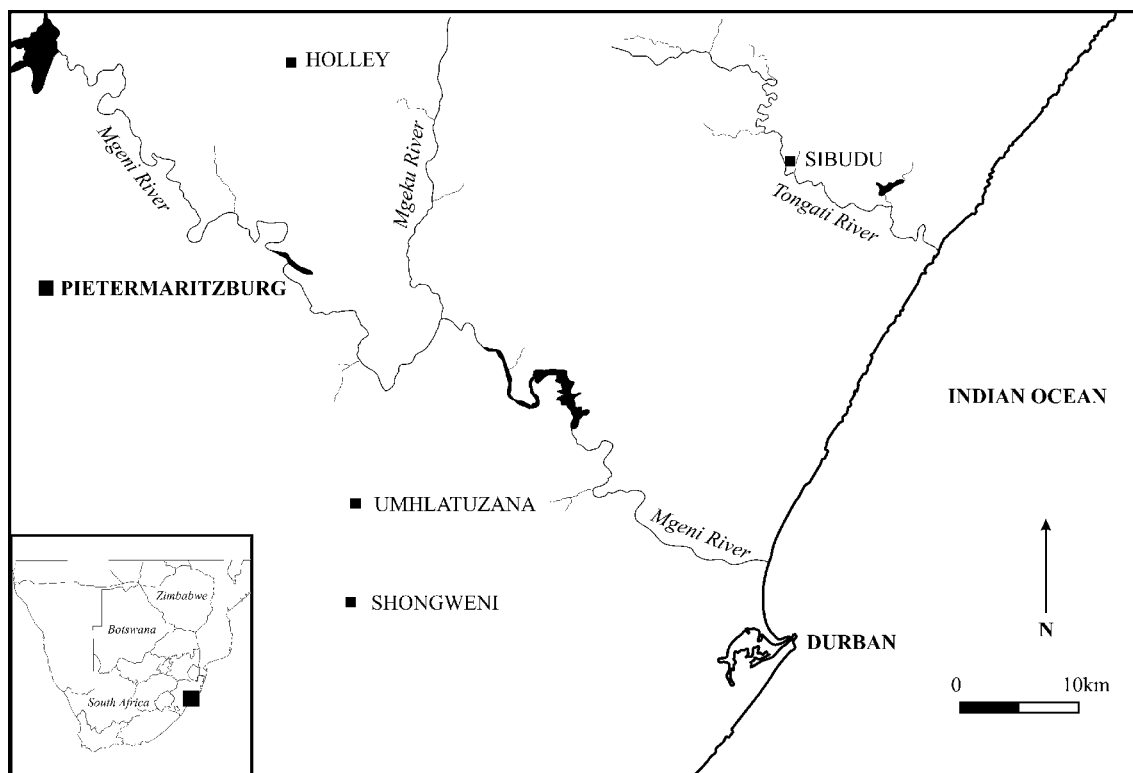 HOLLEY
Mgeni River
Mgeku River
SIBUDU
Tongati River
PIETERMARITZBURG
INDIAN OCEAN
UMHLATUZANA
Mgeni River
SHONGWENI
DURBAN
N
0 10km
Zimbabwe
Botswana
South Africa